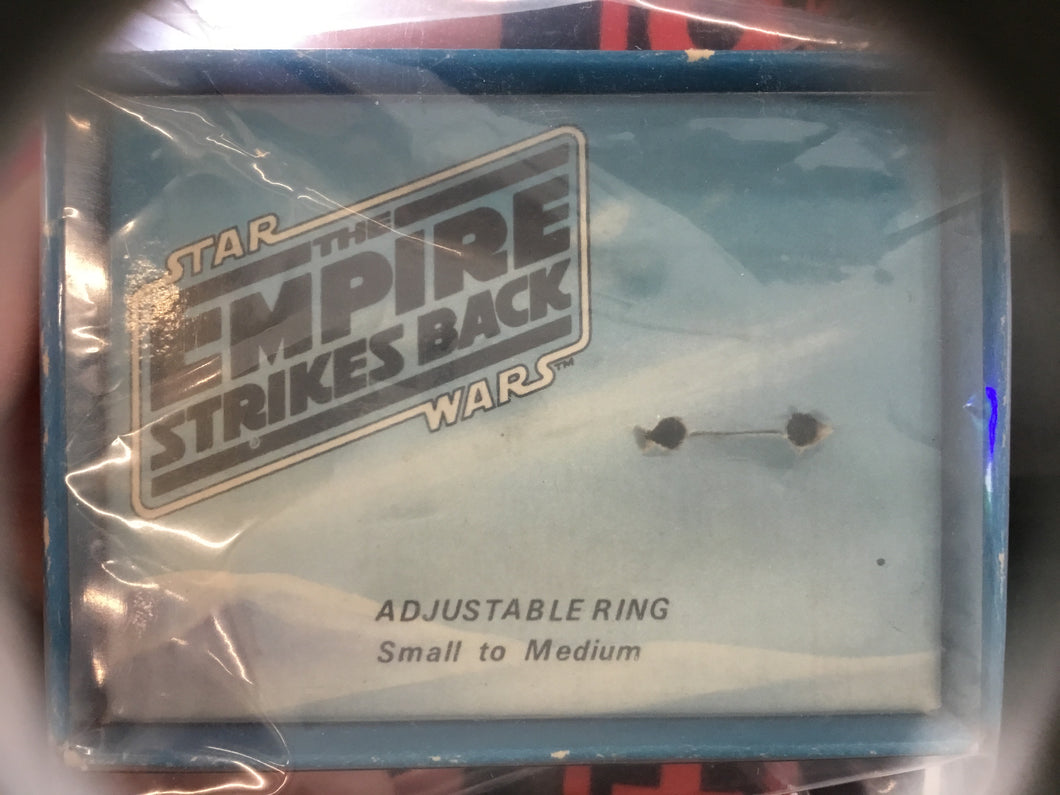 STAR
THE
EMPIRE
STRIKES BACK
WARS™
ADJUSTABLE RING
Small to Medium